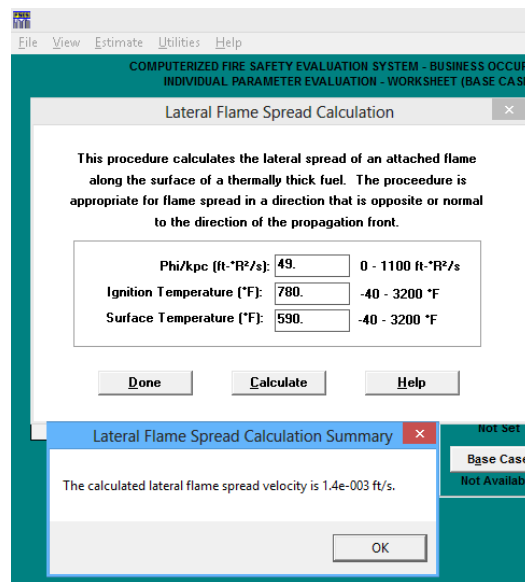 File View Estimate Utilities Help
COMPUTERIZED FIRE SAFETY EVALUATION SYSTEM - BUSINESS OCCUP
INDIVIDUAL PARAMETER EVALUATION - WORKSHEET (BASE CASE
Lateral Flame Spread Calculation
This procedure calculates the lateral spread of an attached flame
along the surface of a thermally thick fuel. The proceedure is
appropriate for flame spread in a direction that is opposite or normal
to the direction of the propagation front.
Phi/kpc (ft-*R²/s): 49. 0 - 1100 ft-*R²/s
Ignition Temperature (*F): 780. -40 - 3200 *F
Surface Temperature (*F): 590. -40 - 3200 *F
Done Calculate Help
Not Set
Lateral Flame Spread Calculation Summary
Base Case
Not Availab
The calculated lateral flame spread velocity is 1.4e-003 ft/s.
OK